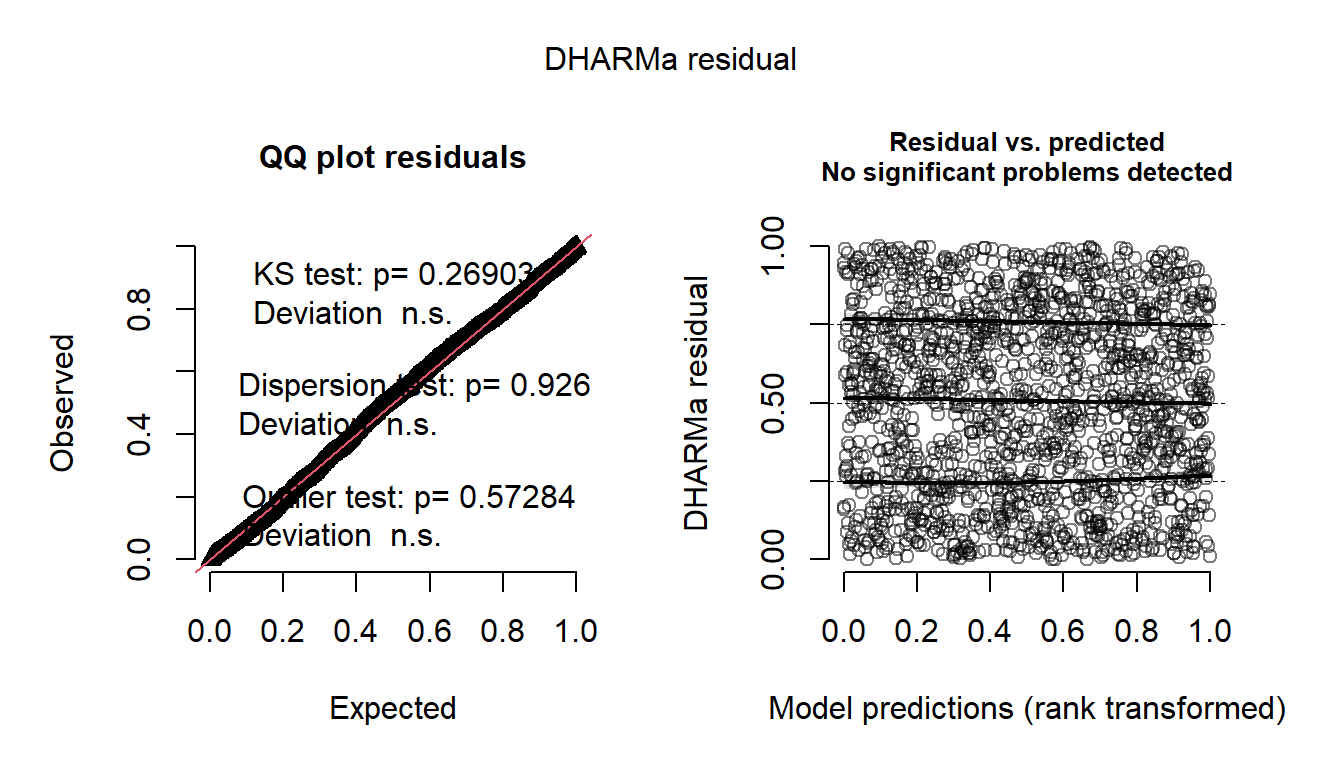 DHARMa residual
QQ plot residuals
KS test: p= 0.26903
Deviation  n.s.
Dispersion test: p= 0.926
Deviation  n.s.
Outlier test: p= 0.57284
Deviation  n.s.
Observed
0.0 0.4 0.8
0.0 0.2 0.4 0.6 0.8 1.0
Expected
Residual vs. predicted
No significant problems detected
DHARMa residual
0.00 0.50 1.00
0.0 0.2 0.4 0.6 0.8 1.0
Model predictions (rank transformed)